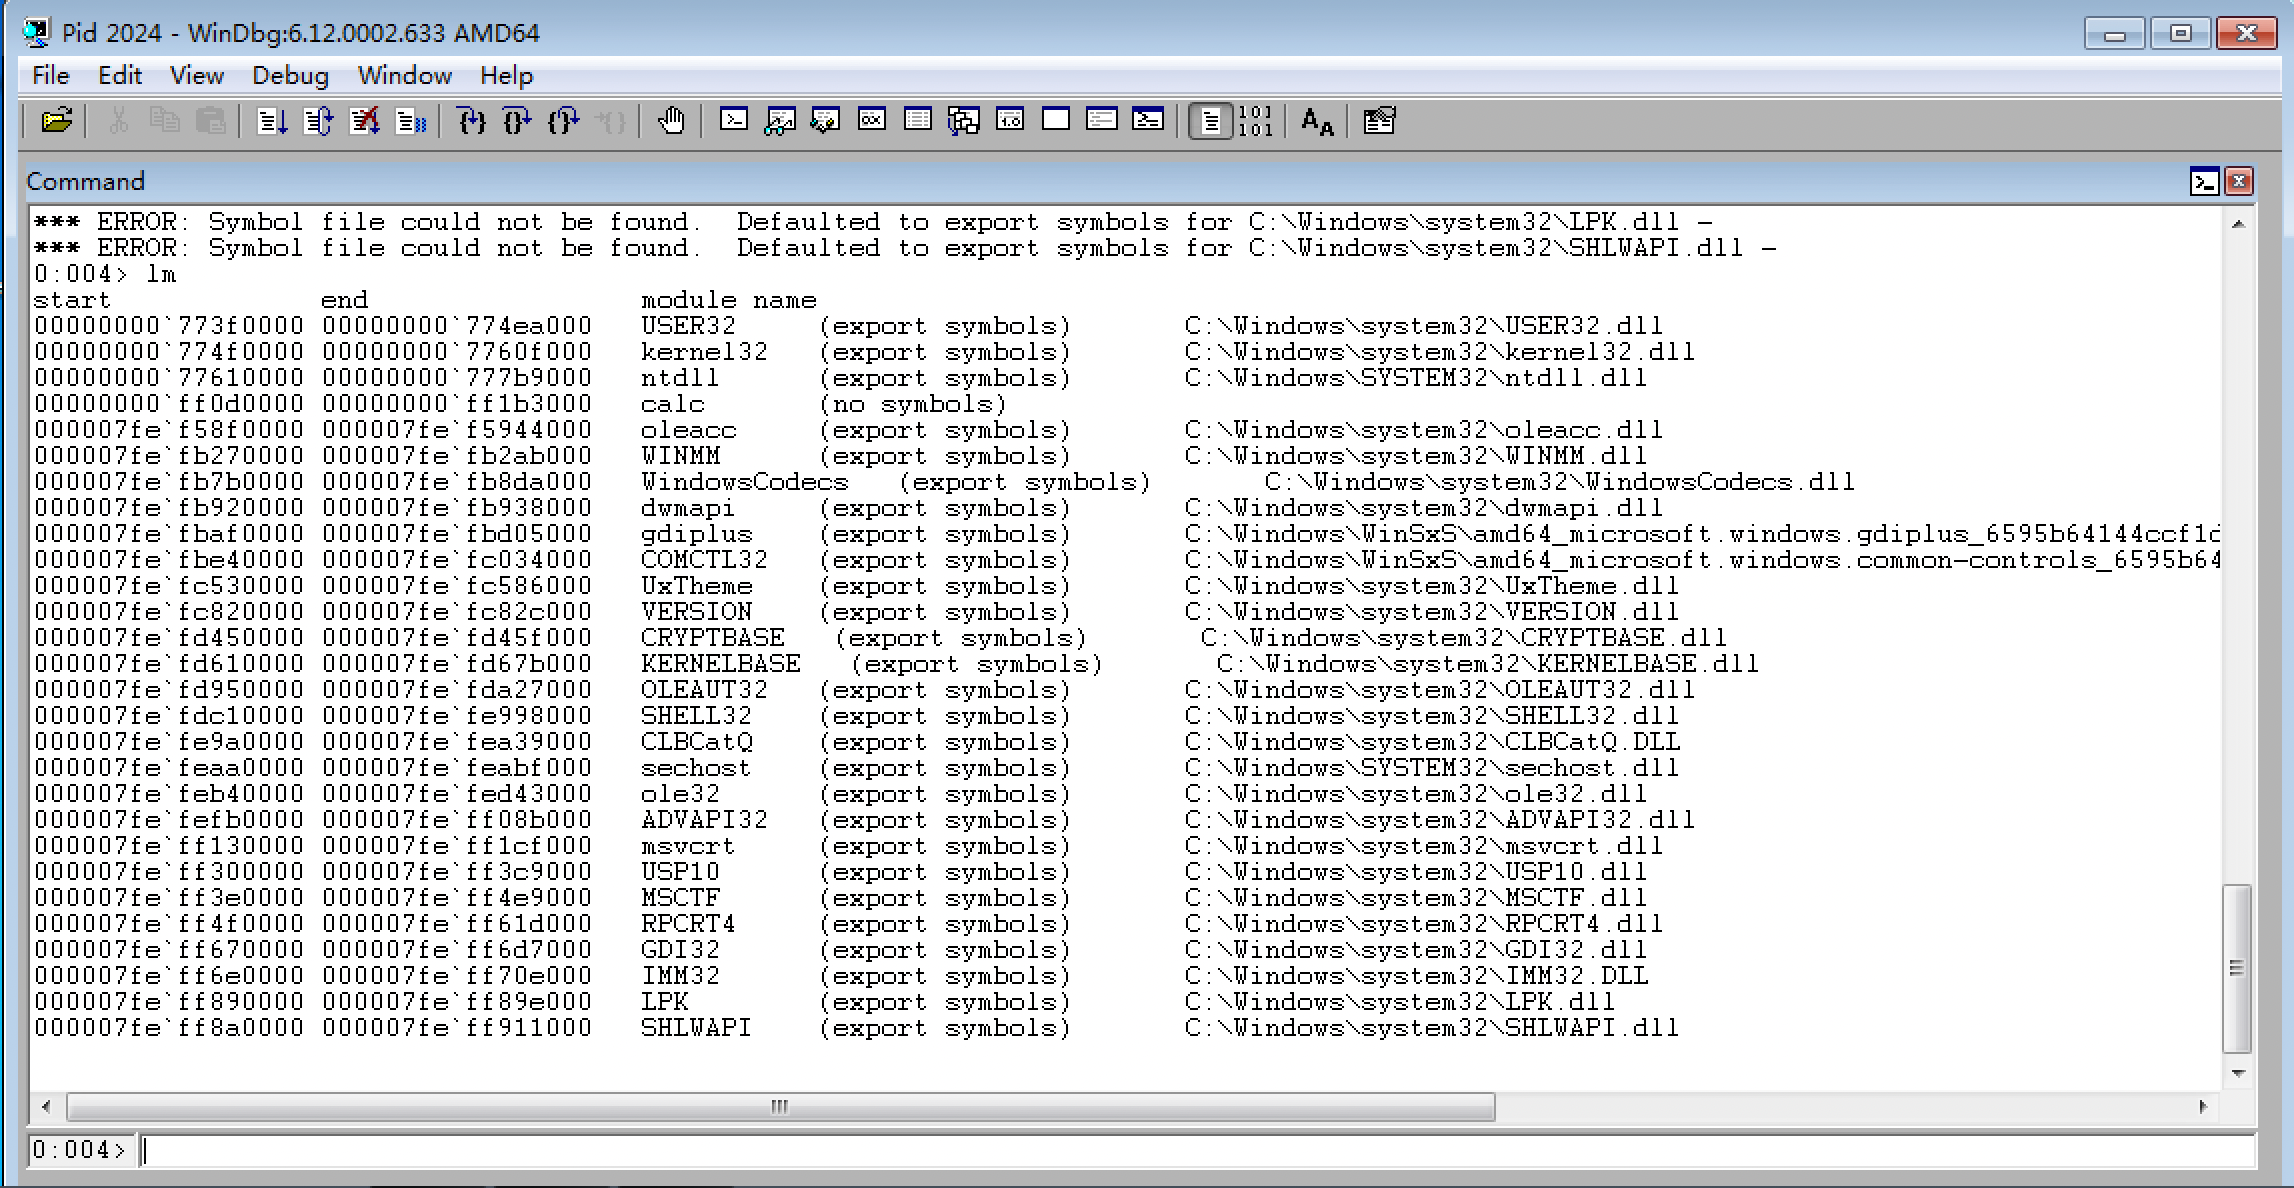 Pid 2024 - WinDbg:6.12.0002.633 AMD64
File Edit View Debug Window Help
Command
*** ERROR: Symbol file could not be found.  Defaulted to export symbols for C:\Windows\system32\LPK.dll -
*** ERROR: Symbol file could not be found.  Defaulted to export symbols for C:\Windows\system32\SHLWAPI.dll -
0:004> lm
start             end                 module name
00000000`773f0000 00000000`774ea000   USER32     (export symbols)       C:\Windows\system32\USER32.dll
00000000`774f0000 00000000`7760f000   kernel32   (export symbols)       C:\Windows\system32\kernel32.dll
00000000`77610000 00000000`777b9000   ntdll      (export symbols)       C:\Windows\SYSTEM32\ntdll.dll
00000000`ff0d0000 00000000`ff1b3000   calc       (no symbols)
000007fe`f58f0000 000007fe`f5944000   oleacc     (export symbols)       C:\Windows\system32\oleacc.dll
000007fe`fb270000 000007fe`fb2ab000   WINMM      (export symbols)       C:\Windows\system32\WINMM.dll
000007fe`fb7b0000 000007fe`fb8da000   WindowsCodecs   (export symbols)       C:\Windows\system32\WindowsCodecs.dll
000007fe`fb920000 000007fe`fb938000   dwmapi     (export symbols)       C:\Windows\system32\dwmapi.dll
000007fe`fbaf0000 000007fe`fbd05000   gdiplus    (export symbols)       C:\Windows\WinSxS\amd64_microsoft.windows.gdiplus_6595b64144ccf1d
000007fe`fbe40000 000007fe`fc034000   COMCTL32   (export symbols)       C:\Windows\WinSxS\amd64_microsoft.windows.common-controls_6595b64
000007fe`fc530000 000007fe`fc586000   UxTheme    (export symbols)       C:\Windows\system32\UxTheme.dll
000007fe`fc820000 000007fe`fc82c000   VERSION    (export symbols)       C:\Windows\system32\VERSION.dll
000007fe`fd450000 000007fe`fd45f000   CRYPTBASE   (export symbols)       C:\Windows\system32\CRYPTBASE.dll
000007fe`fd610000 000007fe`fd67b000   KERNELBASE   (export symbols)       C:\Windows\system32\KERNELBASE.dll
000007fe`fd950000 000007fe`fda27000   OLEAUT32   (export symbols)       C:\Windows\system32\OLEAUT32.dll
000007fe`fdc10000 000007fe`fe998000   SHELL32    (export symbols)       C:\Windows\system32\SHELL32.dll
000007fe`fe9a0000 000007fe`fea39000   CLBCatQ    (export symbols)       C:\Windows\system32\CLBCatQ.DLL
000007fe`feaa0000 000007fe`feabf000   sechost    (export symbols)       C:\Windows\SYSTEM32\sechost.dll
000007fe`feb40000 000007fe`fed43000   ole32      (export symbols)       C:\Windows\system32\ole32.dll
000007fe`fefb0000 000007fe`ff08b000   ADVAPI32   (export symbols)       C:\Windows\system32\ADVAPI32.dll
000007fe`ff130000 000007fe`ff1cf000   msvcrt     (export symbols)       C:\Windows\system32\msvcrt.dll
000007fe`ff300000 000007fe`ff3c9000   USP10      (export symbols)       C:\Windows\system32\USP10.dll
000007fe`ff3e0000 000007fe`ff4e9000   MSCTF      (export symbols)       C:\Windows\system32\MSCTF.dll
000007fe`ff4f0000 000007fe`ff61d000   RPCRT4     (export symbols)       C:\Windows\system32\RPCRT4.dll
000007fe`ff670000 000007fe`ff6d7000   GDI32      (export symbols)       C:\Windows\system32\GDI32.dll
000007fe`ff6e0000 000007fe`ff70e000   IMM32      (export symbols)       C:\Windows\system32\IMM32.DLL
000007fe`ff890000 000007fe`ff89e000   LPK        (export symbols)       C:\Windows\system32\LPK.dll
000007fe`ff8a0000 000007fe`ff911000   SHLWAPI    (export symbols)       C:\Windows\system32\SHLWAPI.dll
0:004>